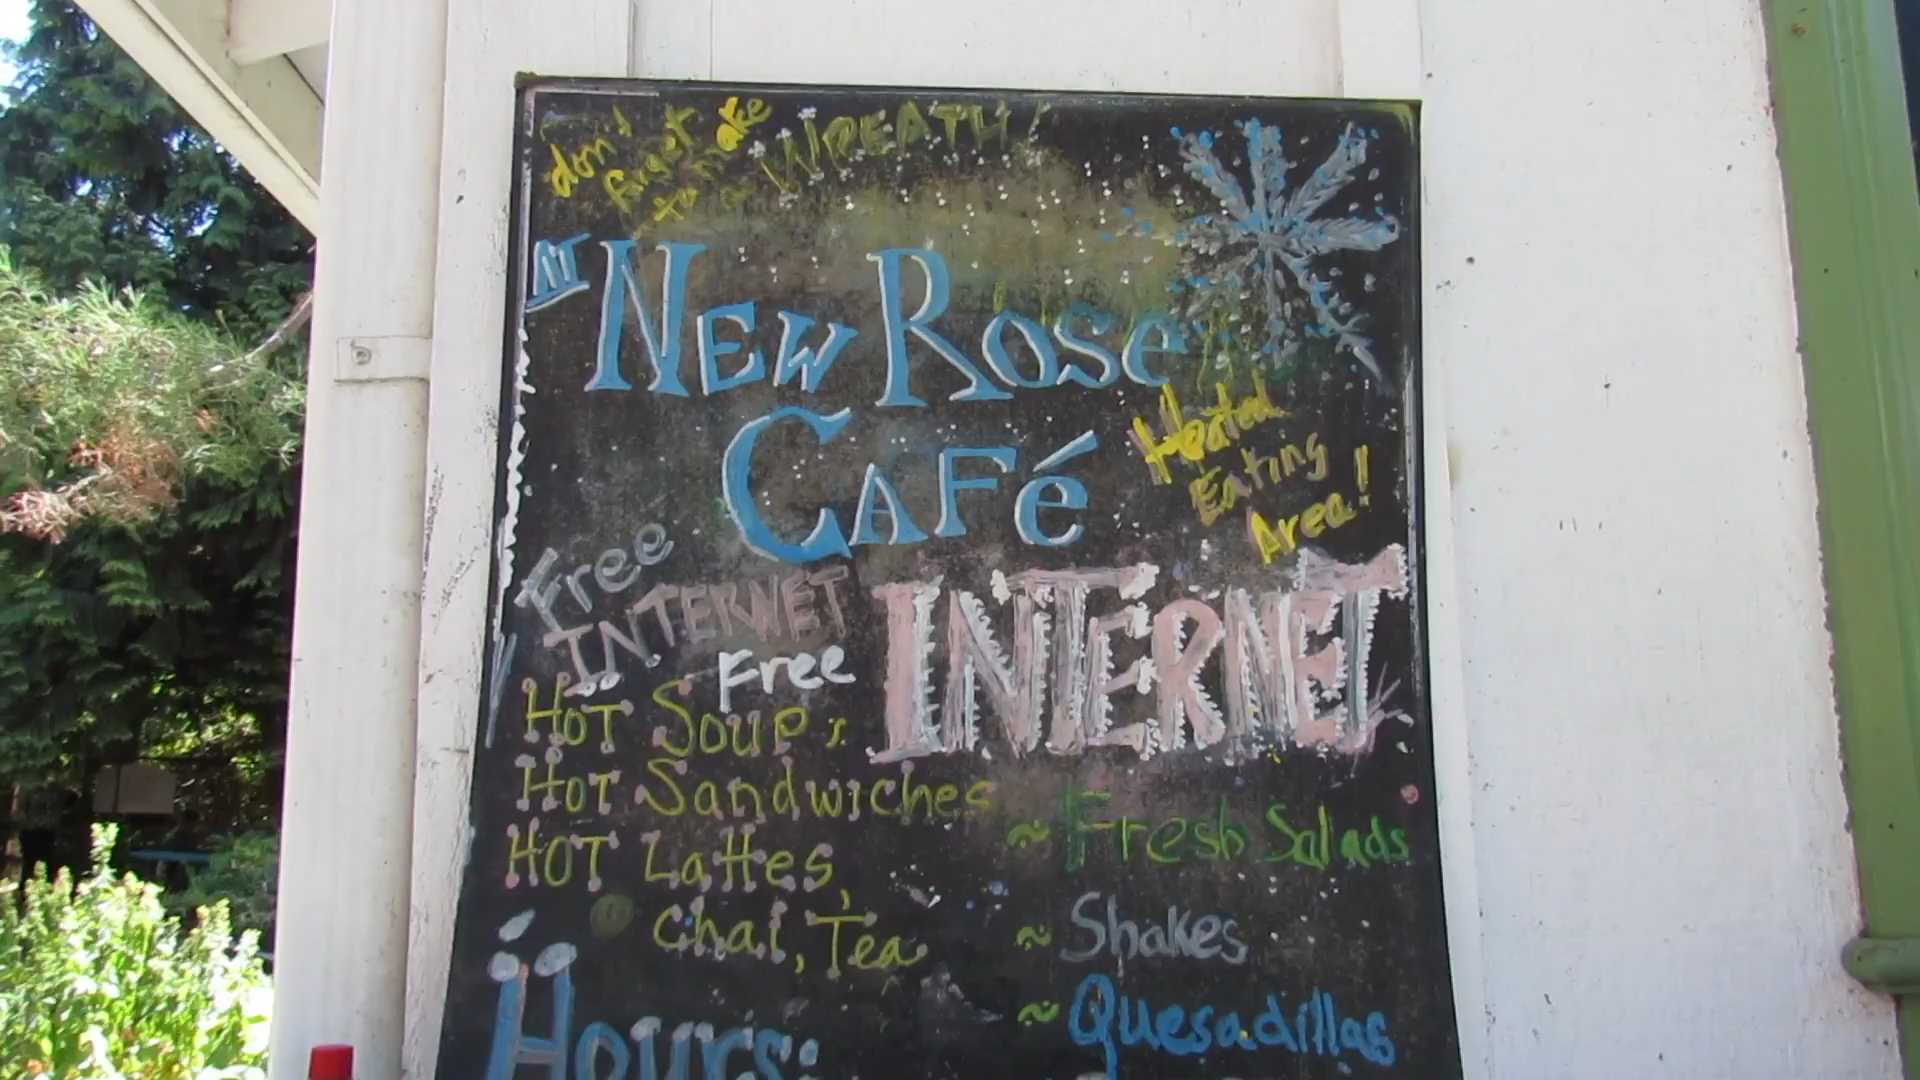 don't forget to make a WREATH!
At NEW ROSE
CAFé
Heated
Eating
Area!
Free
INTERNET
Free INTERNET
HOT Soups
HOT Sandwiches
HOT Lattes,
Chai, Tea
~ Fresh Salads
~ Shakes
~ Quesadillas
Hours: